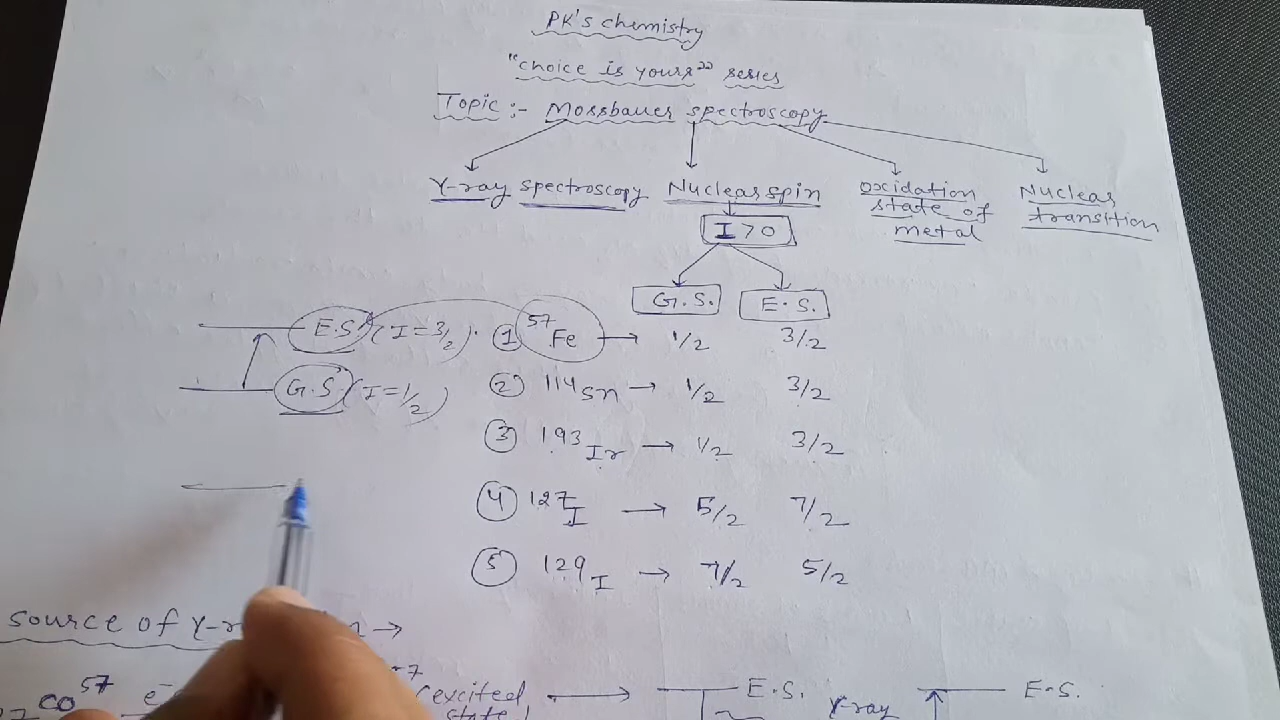 PK's chemistry
"choice is yours" series
Topic :- Mossbauer spectroscopy
γ-ray spectroscopy
Nuclear spin
I > 0
oxidation
state of
metal
Nuclear
transition
G.S. E.S.
E.S (I=3/2)
G.S. (I=1/2)
① 57Fe → 1/2 3/2
② 114Sn → 1/2 3/2
③ 193Ir → 1/2 3/2
④ 127I → 5/2 7/2
⑤ 129I → 7/2 5/2
source of γ-r →
CO57 e-
(excited
state)
→
E.S.
γ-ray
E.S.